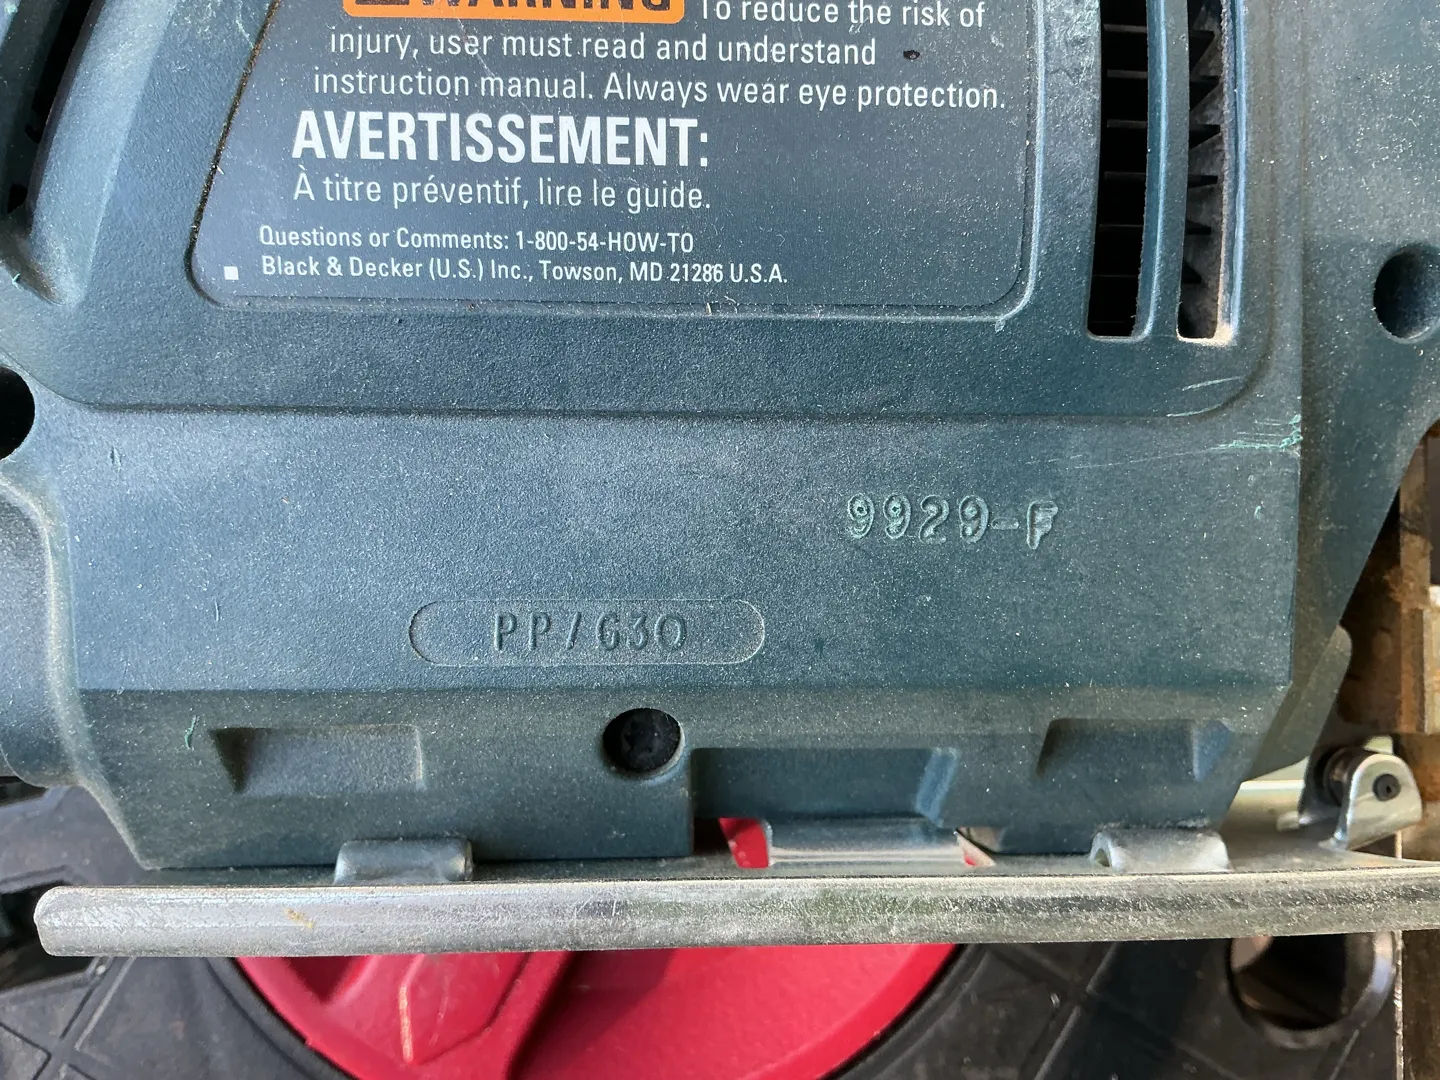 WARNING To reduce the risk of
injury, user must read and understand
instruction manual. Always wear eye protection.
AVERTISSEMENT:
À titre préventif, lire le guide.
Questions or Comments: 1-800-54-HOW-TO
Black & Decker (U.S.) Inc., Towson, MD 21286 U.S.A.
9929-F
PP/G30